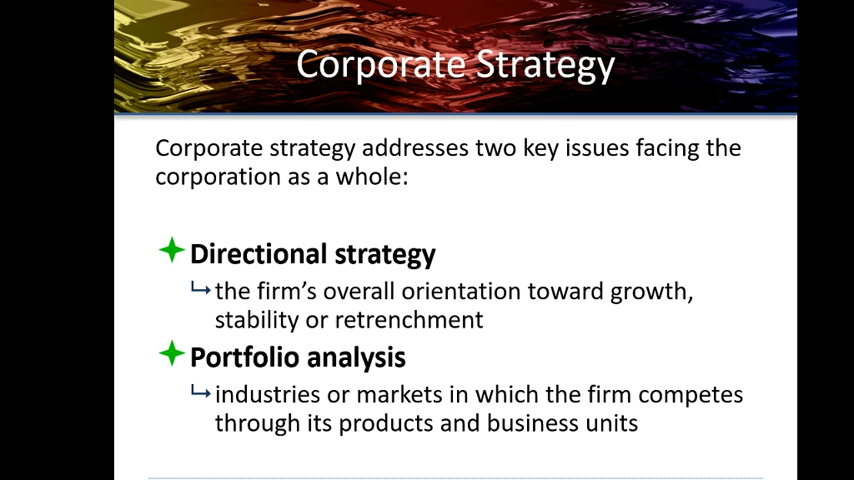 Corporate Strategy
Corporate strategy addresses two key issues facing the
corporation as a whole:
Directional strategy
the firm's overall orientation toward growth,
stability or retrenchment
Portfolio analysis
industries or markets in which the firm competes
through its products and business units